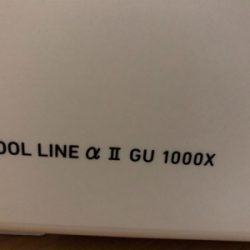 OOL LINE α II GU 1000X